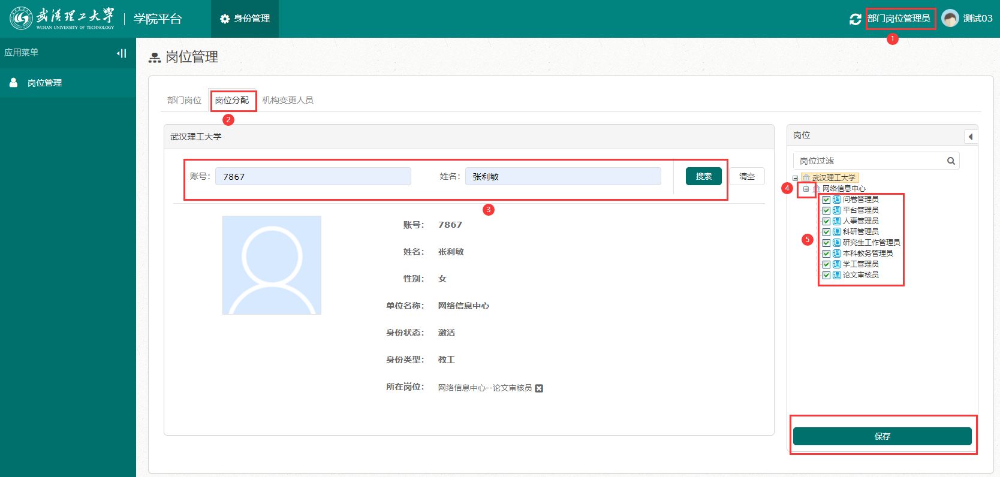 武汉理工大学
WUHAN UNIVERSITY OF TECHNOLOGY
学院平台
身份管理
部门岗位管理员
测试03
1
应用菜单
岗位管理
岗位管理
部门岗位
岗位分配
机构变更人员
2
武汉理工大学
账号：
7867
姓名：
张利敏
搜索
清空
3
账号：
7867
姓名：
张利敏
性别：
女
单位名称：
网络信息中心
身份状态：
激活
身份类型：
教工
所在岗位：
网络信息中心--论文审核员
岗位
岗位过滤
武汉理工大学
4
网络信息中心
通 问卷管理员
通 平台管理员
通 人事管理员
通 科研管理员
5
通 研究生工作管理员
通 本科教务管理员
通 学工管理员
通 论文审核员
保存